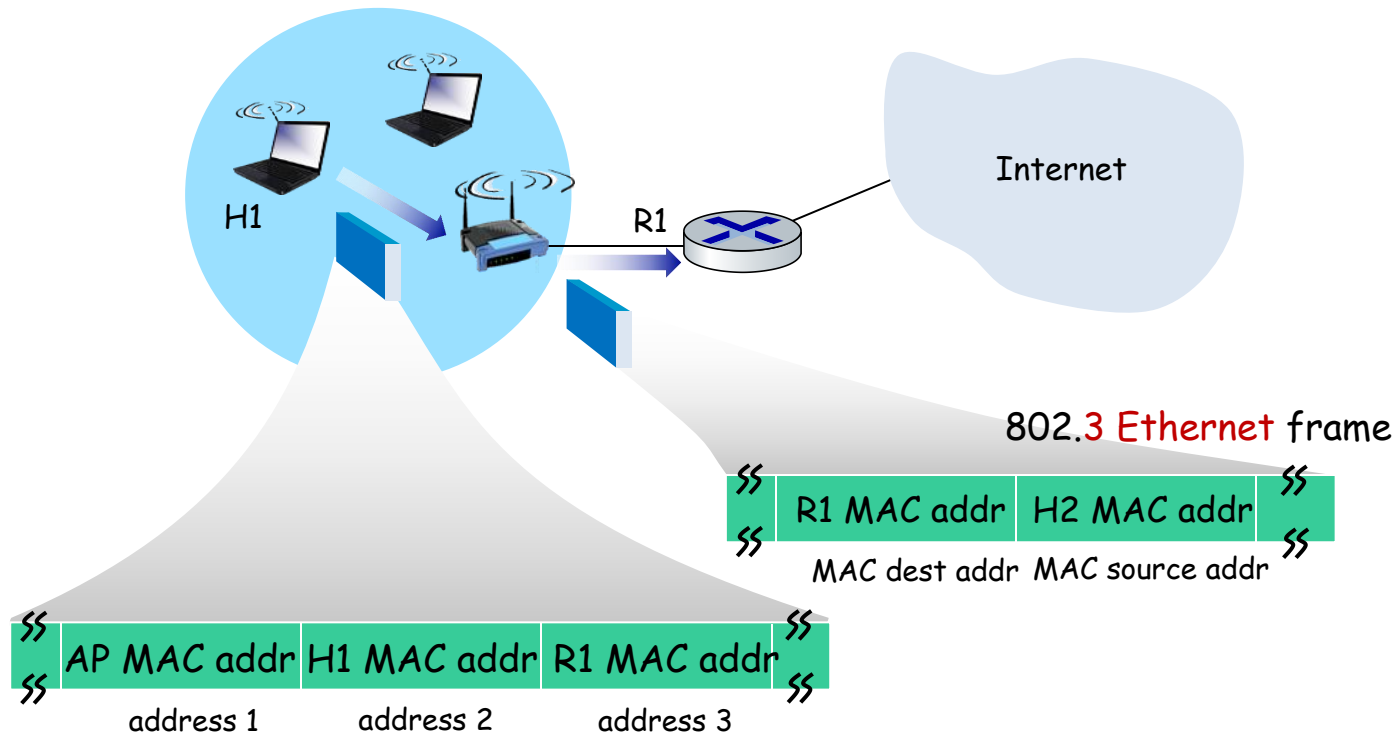 Internet
H1
R1
802.3 Ethernet frame
R1 MAC addr H2 MAC addr
MAC dest addr MAC source addr
AP MAC addr H1 MAC addr R1 MAC addr
address 1 address 2 address 3